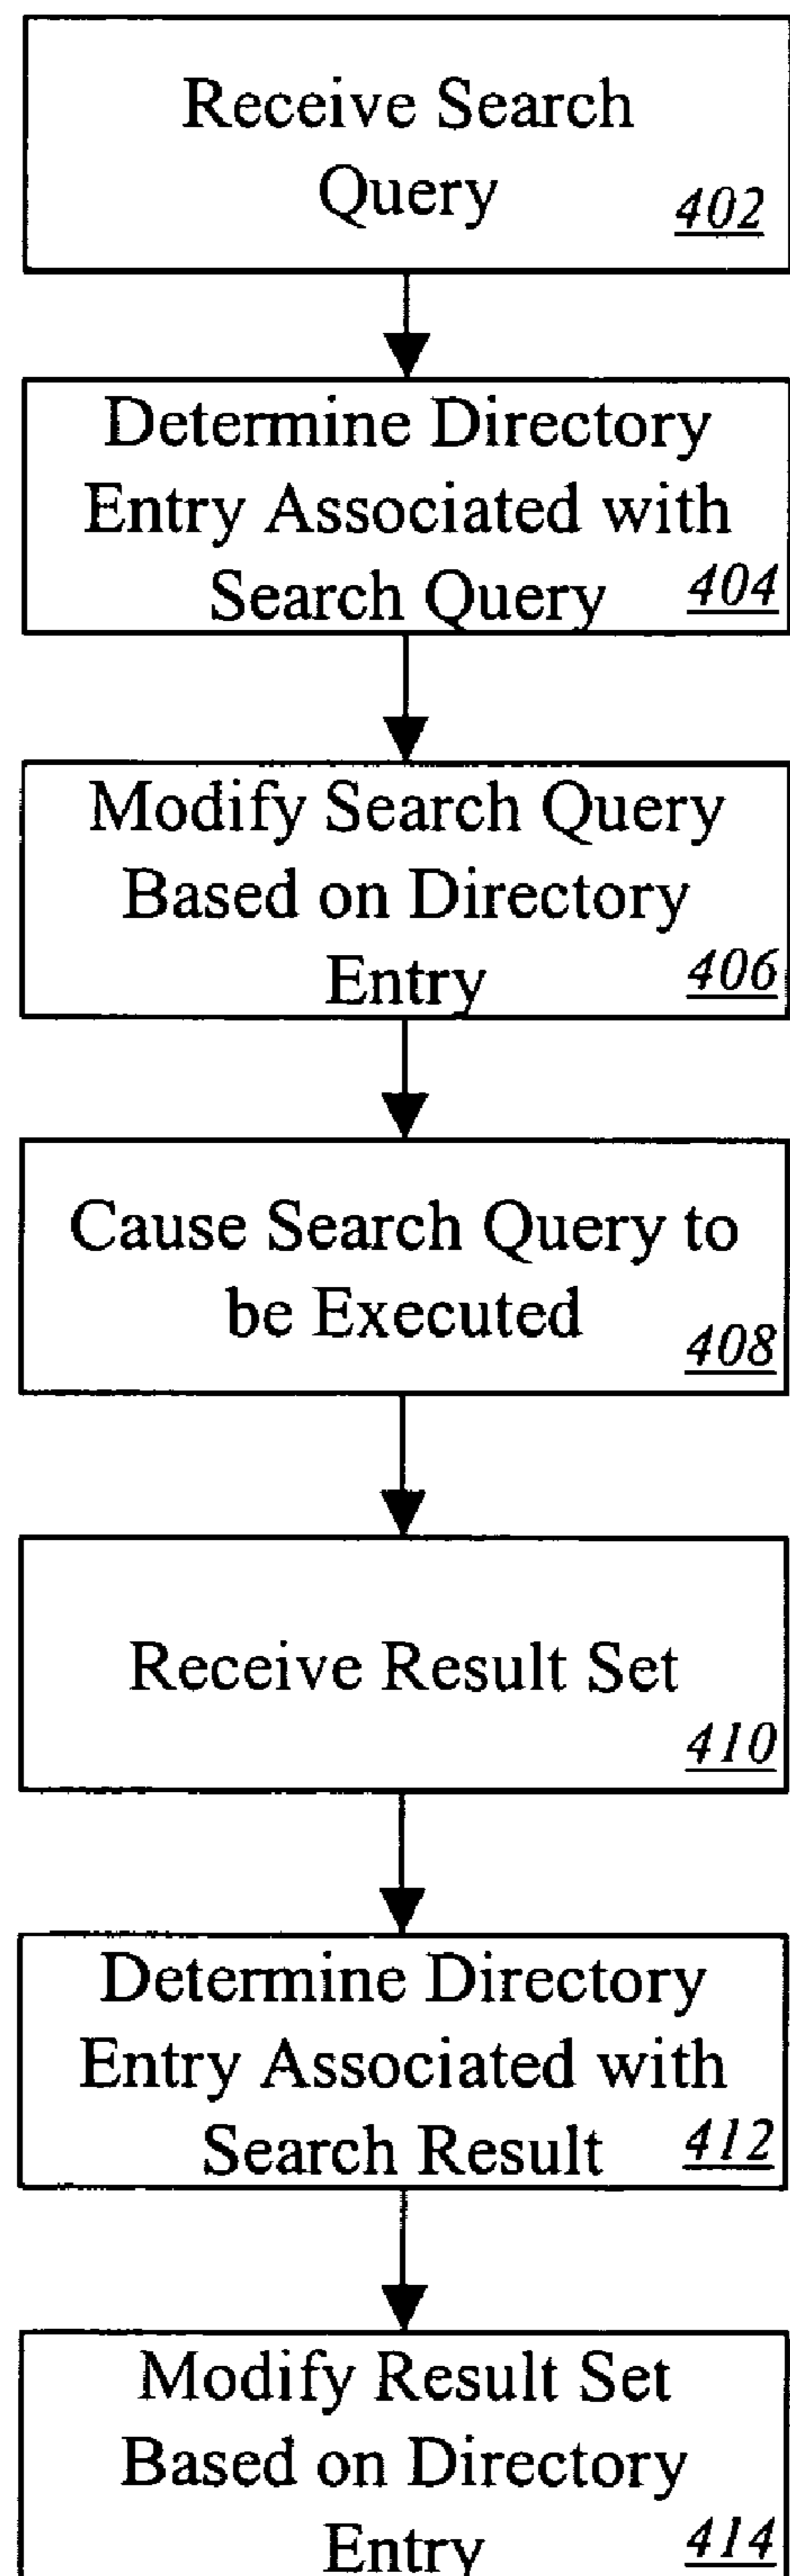 Receive Search
Query 402
Determine Directory
Entry Associated with
Search Query 404
Modify Search Query
Based on Directory
Entry 406
Cause Search Query to
be Executed
408
Receive Result Set
410
Determine Directory
Entry Associated with
Search Result 412
Modify Result Set
Based on Directory
Entry 414